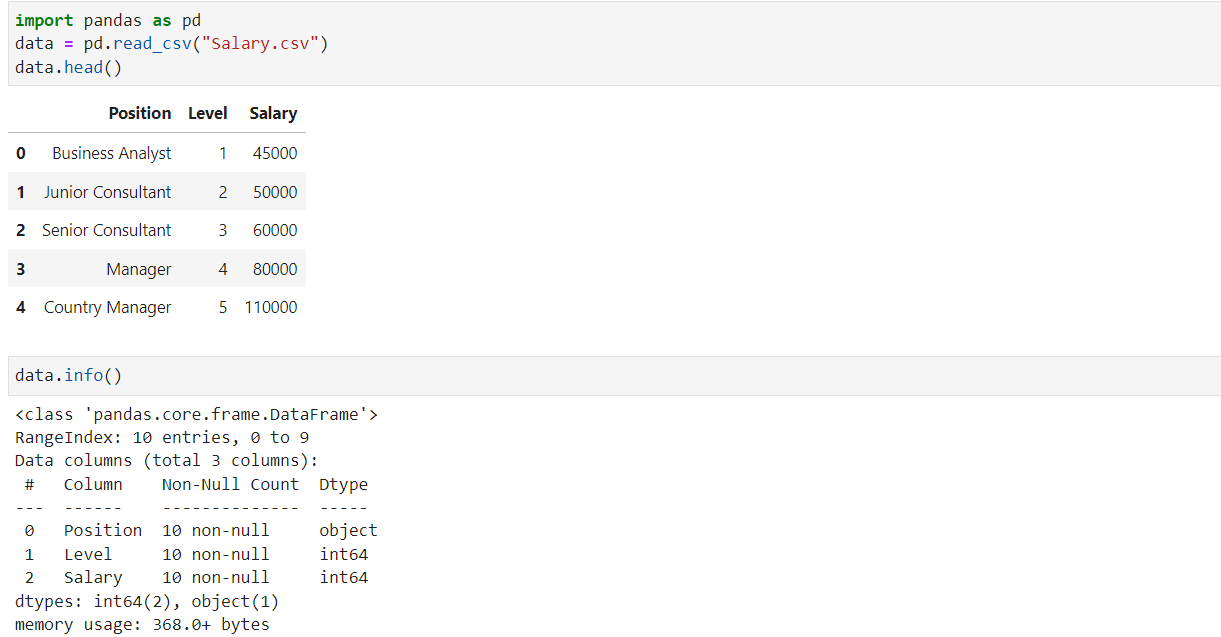 import pandas as pd
data = pd.read_csv("Salary.csv")
data.head()
Position Level Salary
0 Business Analyst 1 45000
1 Junior Consultant 2 50000
2 Senior Consultant 3 60000
3 Manager 4 80000
4 Country Manager 5 110000
data.info()
<class 'pandas.core.frame.DataFrame'>
RangeIndex: 10 entries, 0 to 9
Data columns (total 3 columns):
 #   Column    Non-Null Count  Dtype
---  ------    --------------  -----
 0   Position  10 non-null     object
 1   Level     10 non-null     int64
 2   Salary    10 non-null     int64
dtypes: int64(2), object(1)
memory usage: 368.0+ bytes